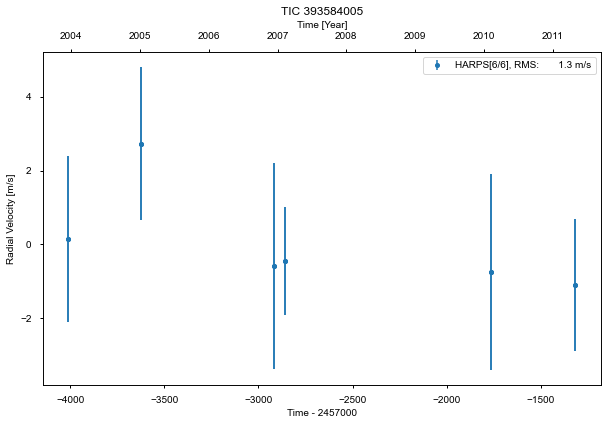 TIC 393584005
Time [Year]
2004 2005 2006 2007 2008 2009 2010 2011
HARPS[6/6], RMS: 1.3 m/s
Radial Velocity [m/s]
4
2
0
−2
−4000 −3500 −3000 −2500 −2000 −1500
Time - 2457000